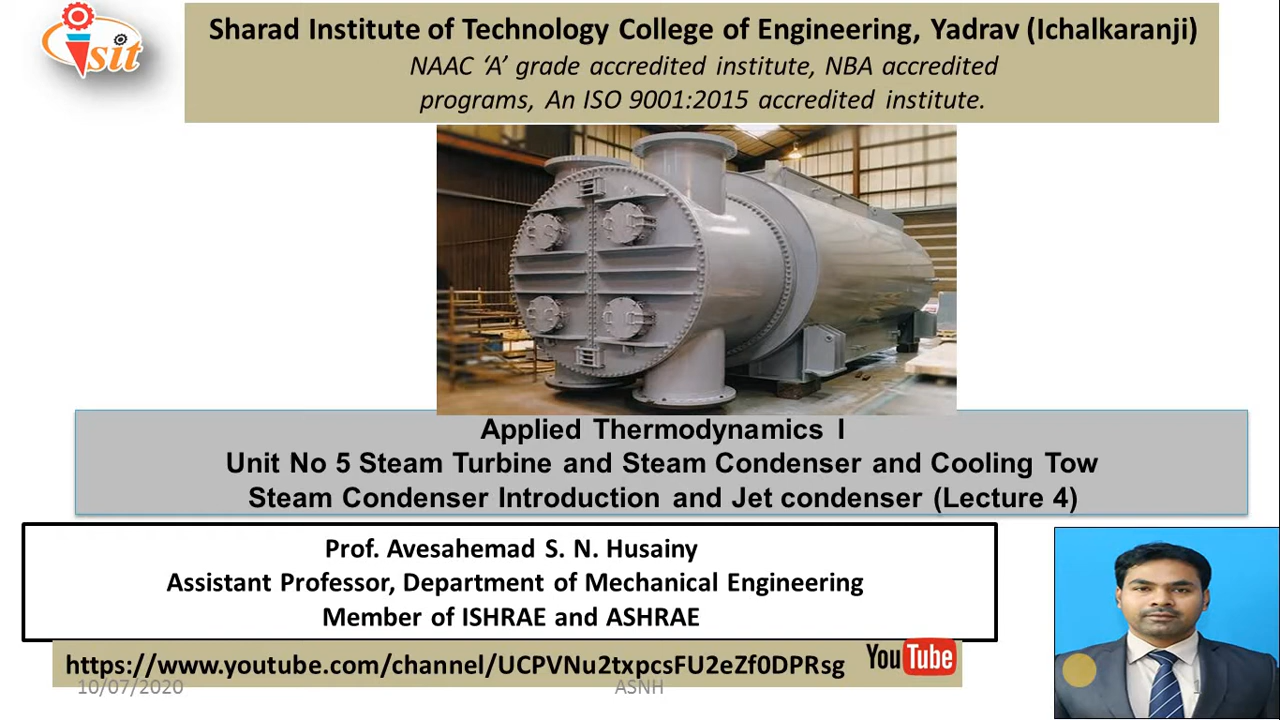 sit
Sharad Institute of Technology College of Engineering, Yadrav (Ichalkaranji)
NAAC ‘A’ grade accredited institute, NBA accredited
programs, An ISO 9001:2015 accredited institute.
Applied Thermodynamics I
Unit No 5 Steam Turbine and Steam Condenser and Cooling Tow
Steam Condenser Introduction and Jet condenser (Lecture 4)
Prof. Avesahemad S. N. Husainy
Assistant Professor, Department of Mechanical Engineering
Member of ISHRAE and ASHRAE
https://www.youtube.com/channel/UCPVNu2txpcsFU2eZf0DPRsg
YouTube
10/07/2020
ASNH
1